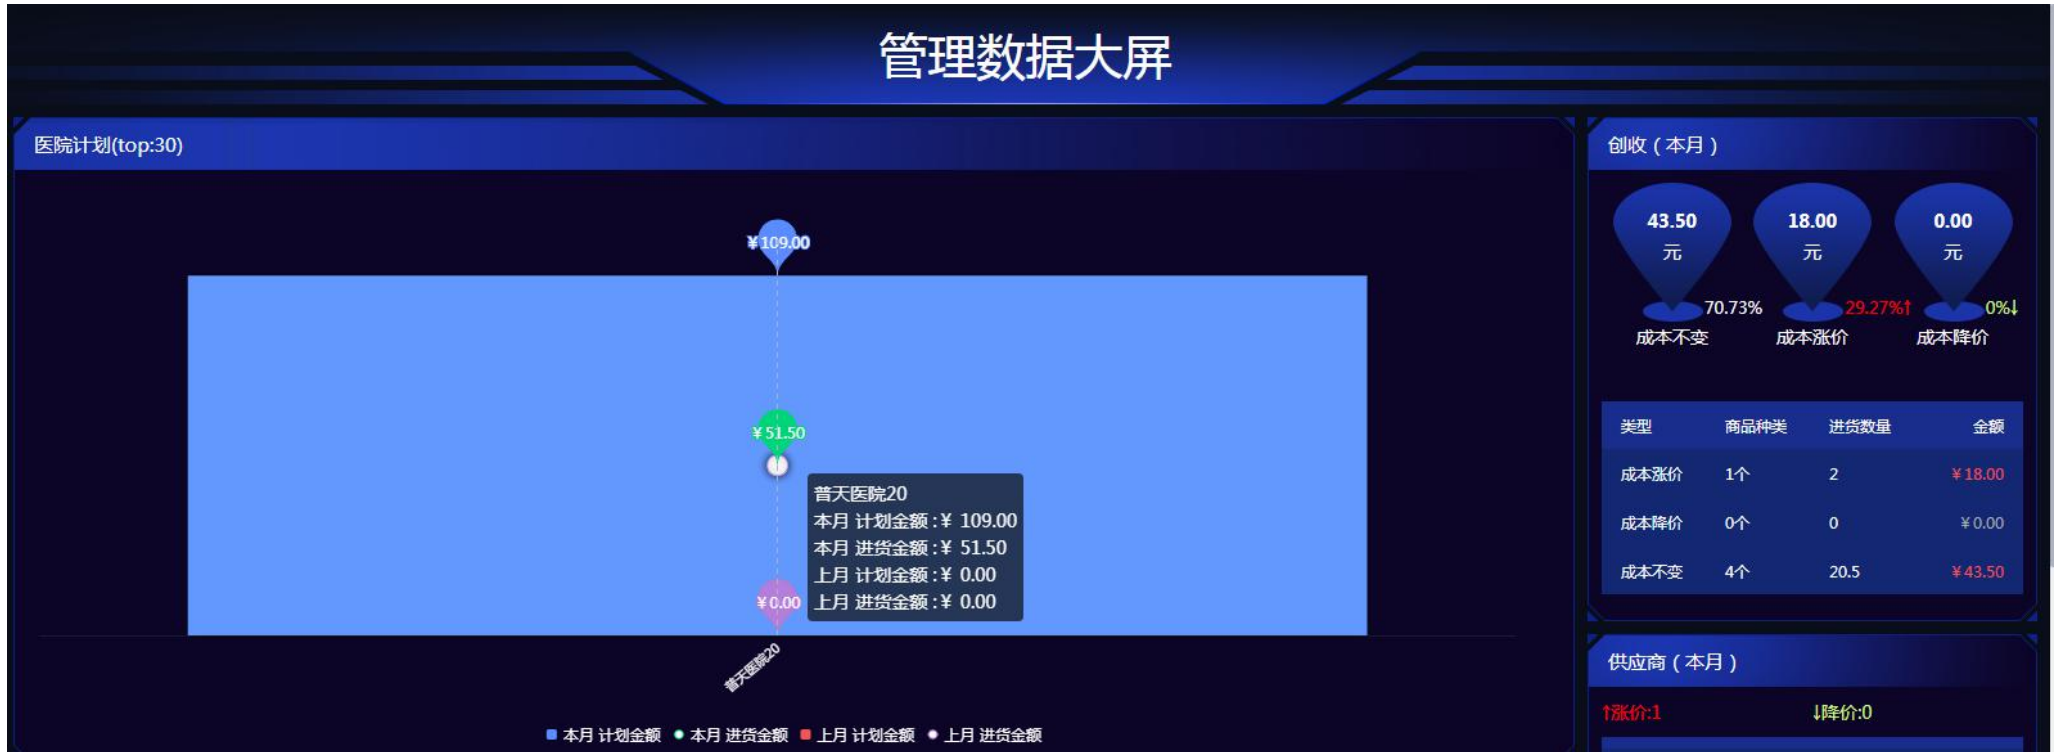 管理数据大屏
医院计划(top:30)
¥109.00
¥51.50
普天医院20
本月 计划金额 :¥ 109.00
本月 进货金额 :¥ 51.50
上月 计划金额 :¥ 0.00
上月 进货金额 :¥ 0.00
¥0.00
普天医院20
本月 计划金额 本月 进货金额 上月 计划金额 上月 进货金额
创收（本月）
43.50 18.00 0.00
元 元 元
70.73% 29.27%↑ 0%↓
成本不变 成本涨价 成本降价
类型 商品种类 进货数量 金额
成本涨价 1个 2 ¥18.00
成本降价 0个 0 ¥0.00
成本不变 4个 20.5 ¥43.50
供应商（本月）
↑涨价:1 ↓降价:0